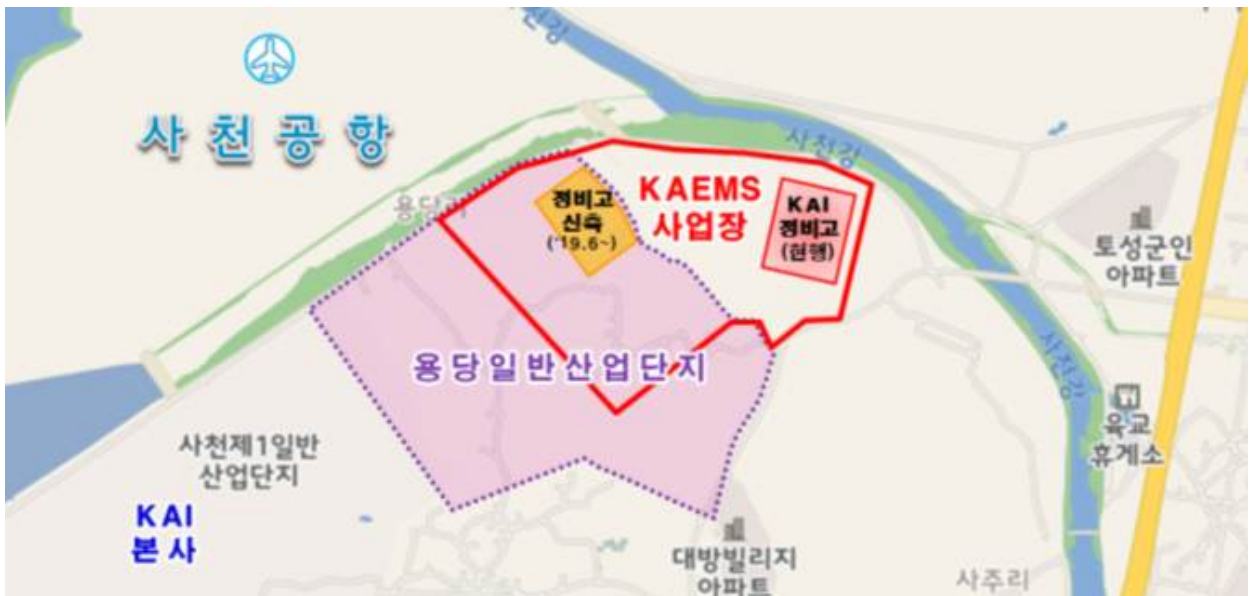 사천강
사천공항
사천강
용당리
정비고
신축
('19.6~)
KAEMS
사업장
KAI
정비고
(현행)
토성군인
아파트
용당일반산업단지
사천강
육교
휴게소
사천제1일반
산업단지
KAI
본사
대방빌리지
아파트
사주리